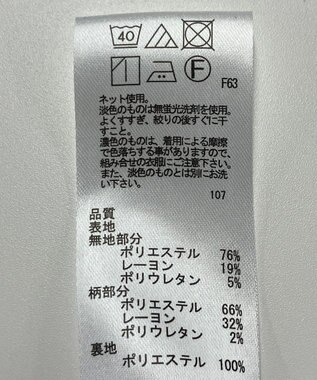 40
F
F63
ネット使用。
淡色のものは無蛍光洗剤を使用。
よくすすぎ、絞りの後すぐに干
すこと。
濃色のものは、着用による摩擦
で色落ちする事がありますので、
組み合せの衣服にご注意下さい。
また、淡色のものとは別にお洗
い下さい。
107
品質
表地
無地部分
ポリエステル 76%
レーヨン 19%
ポリウレタン 5%
柄部分
ポリエステル 66%
レーヨン 32%
ポリウレタン 2%
裏地
ポリエステル 100%